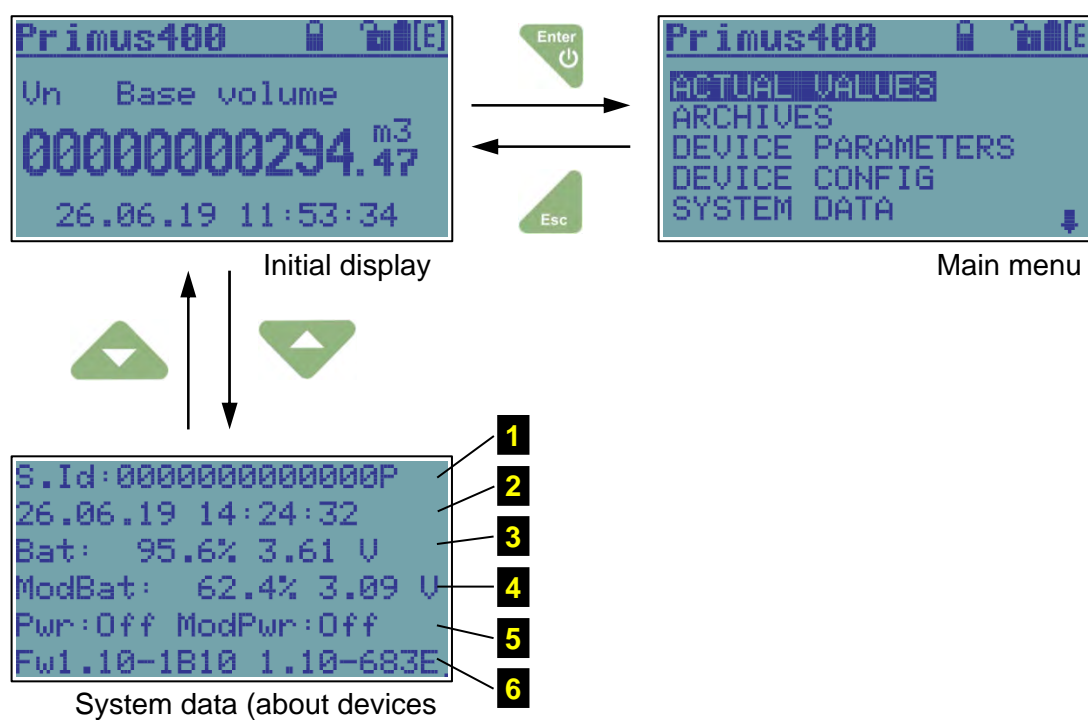 Primus400 [E]
Vn Base volume
00000000294.47 m3
26.06.19 11:53:34
Initial display
Enter
Esc
Primus400 [E
ACTUAL VALUES
ARCHIVES
DEVICE PARAMETERS
DEVICE CONFIG
SYSTEM DATA
Main menu
S.Id:0000000000000P
26.06.19 14:24:32
Bat: 95.6% 3.61 V
ModBat: 62.4% 3.09 V
Pwr:Off ModPwr:Off
Fw1.10-1B10 1.10-683E
1
2
3
4
5
6
System data (about devices